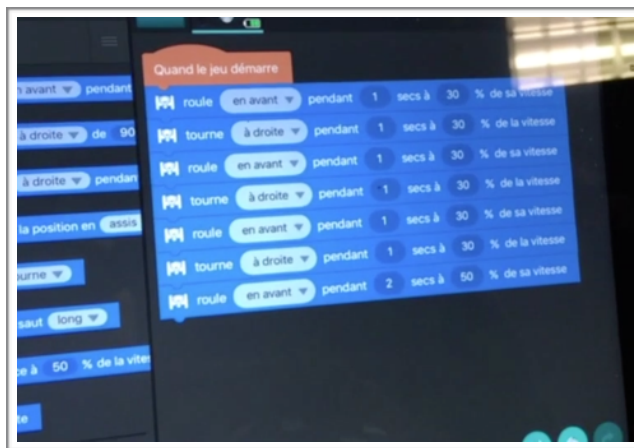 Quand le jeu démarre
roule en avant pendant 1 secs à 30 % de sa vitesse
tourne à droite pendant 1 secs à 30 % de la vitesse
roule en avant pendant 1 secs à 30 % de sa vitesse
tourne à droite pendant 1 secs à 30 % de la vitesse
roule en avant pendant 1 secs à 30 % de sa vitesse
tourne à droite pendant 1 secs à 30 % de la vitesse
roule en avant pendant 2 secs à 50 % de sa vitesse
avant pendant
à droite de 90
à droite pendan
la position en assis
saut long
à 50 % de la vites